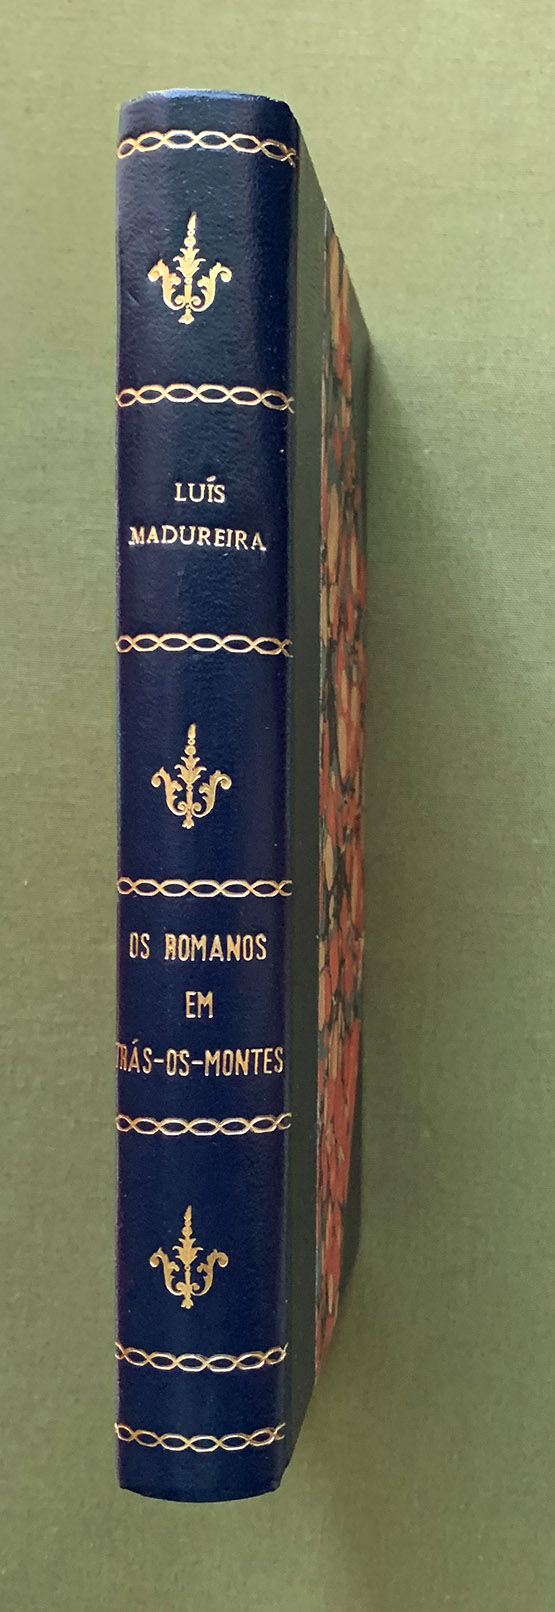 LUÍS
MADUREIRA
OS ROMANOS
EM
TRÁS-OS-MONTES